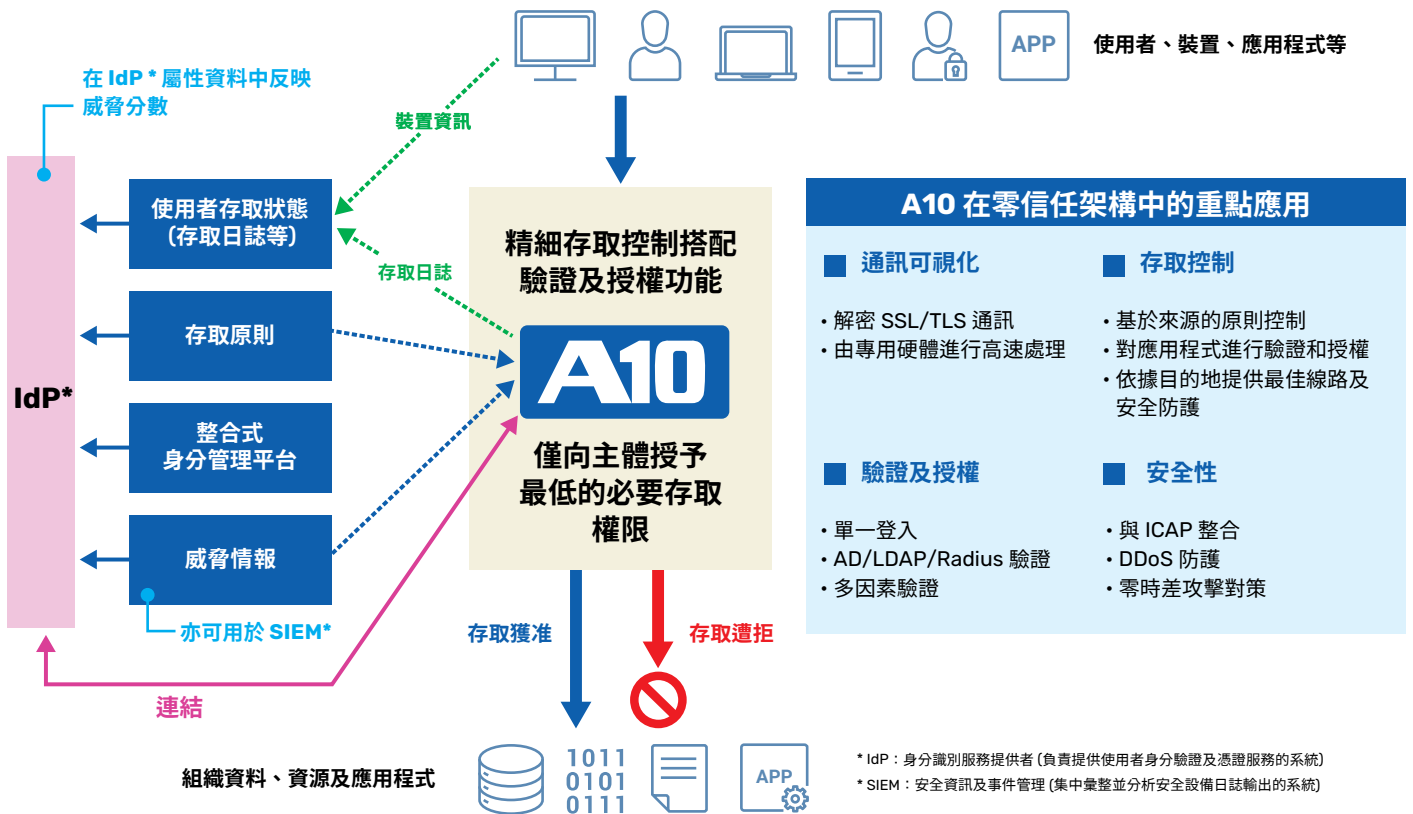 APP
使用者、裝置、應用程式等
在 IdP * 屬性資料中反映
威脅分數
裝置資訊
使用者存取狀態
(存取日誌等)
存取日誌
存取原則
IdP*
整合式
身分管理平台
威脅情報
亦可用於 SIEM*
連結
精細存取控制搭配
驗證及授權功能
A10
僅向主體授予
最低的必要存取
權限
存取獲准
存取遭拒
A10 在零信任架構中的重點應用
通訊可視化
• 解密 SSL/TLS 通訊
• 由專用硬體進行高速處理
存取控制
• 基於來源的原則控制
• 對應用程式進行驗證和授權
• 依據目的地提供最佳線路及
安全防護
驗證及授權
• 單一登入
• AD/LDAP/Radius 驗證
• 多因素驗證
安全性
• 與 ICAP 整合
• DDoS 防護
• 零時差攻擊對策
組織資料、資源及應用程式
1011
0101
0111
APP
* IdP：身分識別服務提供者 (負責提供使用者身分驗證及憑證服務的系統)
* SIEM：安全資訊及事件管理 (集中彙整並分析安全設備日誌輸出的系統)